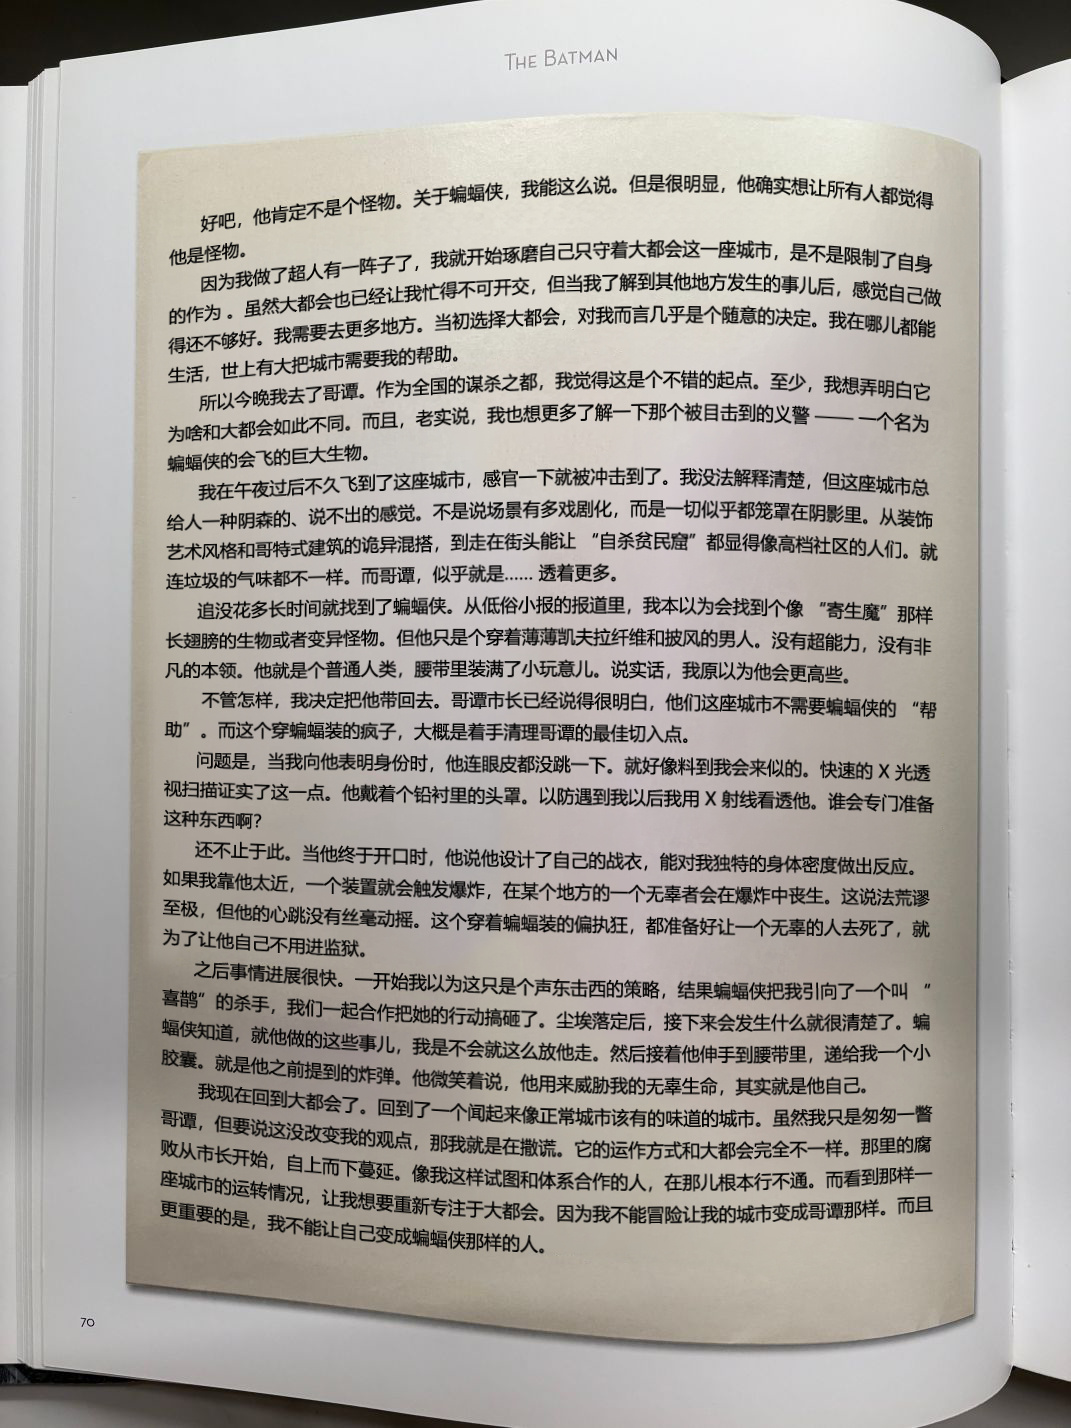 THE BATMAN
好吧，他肯定不是个怪物。关于蝙蝠侠，我能这么说。但是很明显，他确实想让所有人都觉得
他是怪物。
因为我做了超人有一阵子了，我就开始琢磨自己只守着大都会这一座城市，是不是限制了自身
的作为 。虽然大都会也已经让我忙得不可开交，但当我了解到其他地方发生的事儿后，感觉自己做
得还不够好。我需要去更多地方。当初选择大都会，对我而言几乎是个随意的决定。我在哪儿都能
生活，世上有大把城市需要我的帮助。
所以今晚我去了哥谭。作为全国的谋杀之都，我觉得这是个不错的起点。至少，我想弄明白它
为啥和大都会如此不同。而且，老实说，我也想更多了解一下那个被目击到的义警 —— 一个名为
蝙蝠侠的会飞的巨大生物。
我在午夜过后不久飞到了这座城市，感官一下就被冲击到了。我没法解释清楚，但这座城市总
给人一种阴森的、说不出的感觉。不是说场景有多戏剧化，而是一切似乎都笼罩在阴影里。从装饰
艺术风格和哥特式建筑的诡异混搭，到走在街头能让 “自杀贫民窟” 都显得像高档社区的人们。就
连垃圾的气味都不一样。而哥谭，似乎就是…… 透着更多。
追没花多长时间就找到了蝙蝠侠。从低俗小报的报道里，我本以为会找到个像 “寄生魔” 那样
长翅膀的生物或者变异怪物。但他只是个穿着薄薄凯夫拉纤维和披风的男人。没有超能力，没有非
凡的本领。他就是个普通人类，腰带里装满了小玩意儿。说实话，我原以为他会更高些。
不管怎样，我决定把他带回去。哥谭市长已经说得很明白，他们这座城市不需要蝙蝠侠的 “帮
助” 。而这个穿蝙蝠装的疯子，大概是着手清理哥谭的最佳切入点。
问题是，当我向他表明身份时，他连眼皮都没跳一下。就好像料到我会来似的。快速的 X 光透
视扫描证实了这一点。他戴着个铅衬里的头罩。以防遇到我以后我用 X 射线看透他。谁会专门准备
这种东西啊？
还不止于此。当他终于开口时，他说他设计了自己的战衣，能对我独特的身体密度做出反应。
如果我靠他太近，一个装置就会触发爆炸，在某个地方的一个无辜者会在爆炸中丧生。这说法荒谬
至极，但他的心跳没有丝毫动摇。这个穿着蝙蝠装的偏执狂，都准备好让一个无辜的人去死了，就
为了让他自己不用进监狱。
之后事情进展很快。一开始我以为这只是个声东击西的策略，结果蝙蝠侠把我引向了一个叫 “
喜鹊” 的杀手，我们一起合作把她的行动搞砸了。尘埃落定后，接下来会发生什么就很清楚了。蝙
蝠侠知道，就他做的这些事儿，我是不会就这么放他走。然后接着他伸手到腰带里，递给我一个小
胶囊。就是他之前提到的炸弹。他微笑着说，他用来威胁我的无辜生命，其实就是他自己。
我现在回到大都会了。回到了一个闻起来像正常城市该有的味道的城市。虽然我只是匆匆一瞥
哥谭，但要说这没改变我的观点，那我就是在撒谎。它的运作方式和大都会完全不一样。那里的腐
败从市长开始，自上而下蔓延。像我这样试图和体系合作的人，在那儿根本行不通。而看到那样一
座城市的运转情况，让我想要重新专注于大都会。因为我不能冒险让我的城市变成哥谭那样。而且
更重要的是，我不能让自己变成蝙蝠侠那样的人。
70